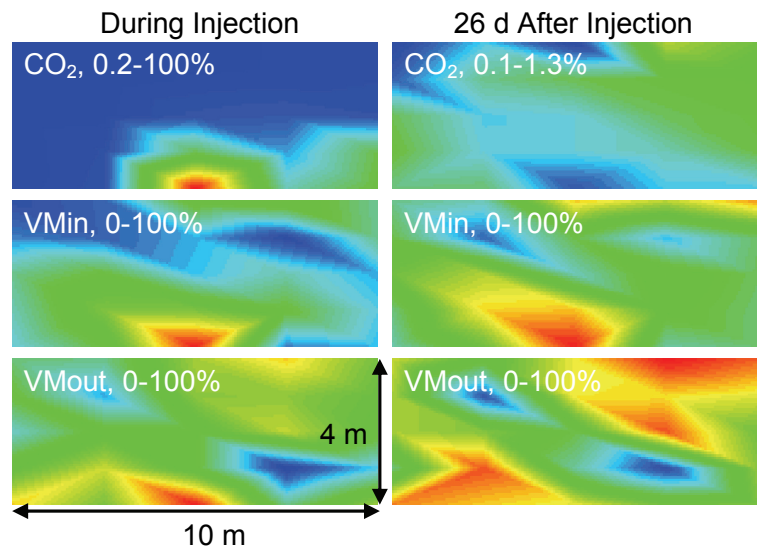 During Injection
26 d After Injection
CO₂, 0.2-100%
CO₂, 0.1-1.3%
VMin, 0-100%
VMin, 0-100%
VMout, 0-100%
VMout, 0-100%
4 m
10 m